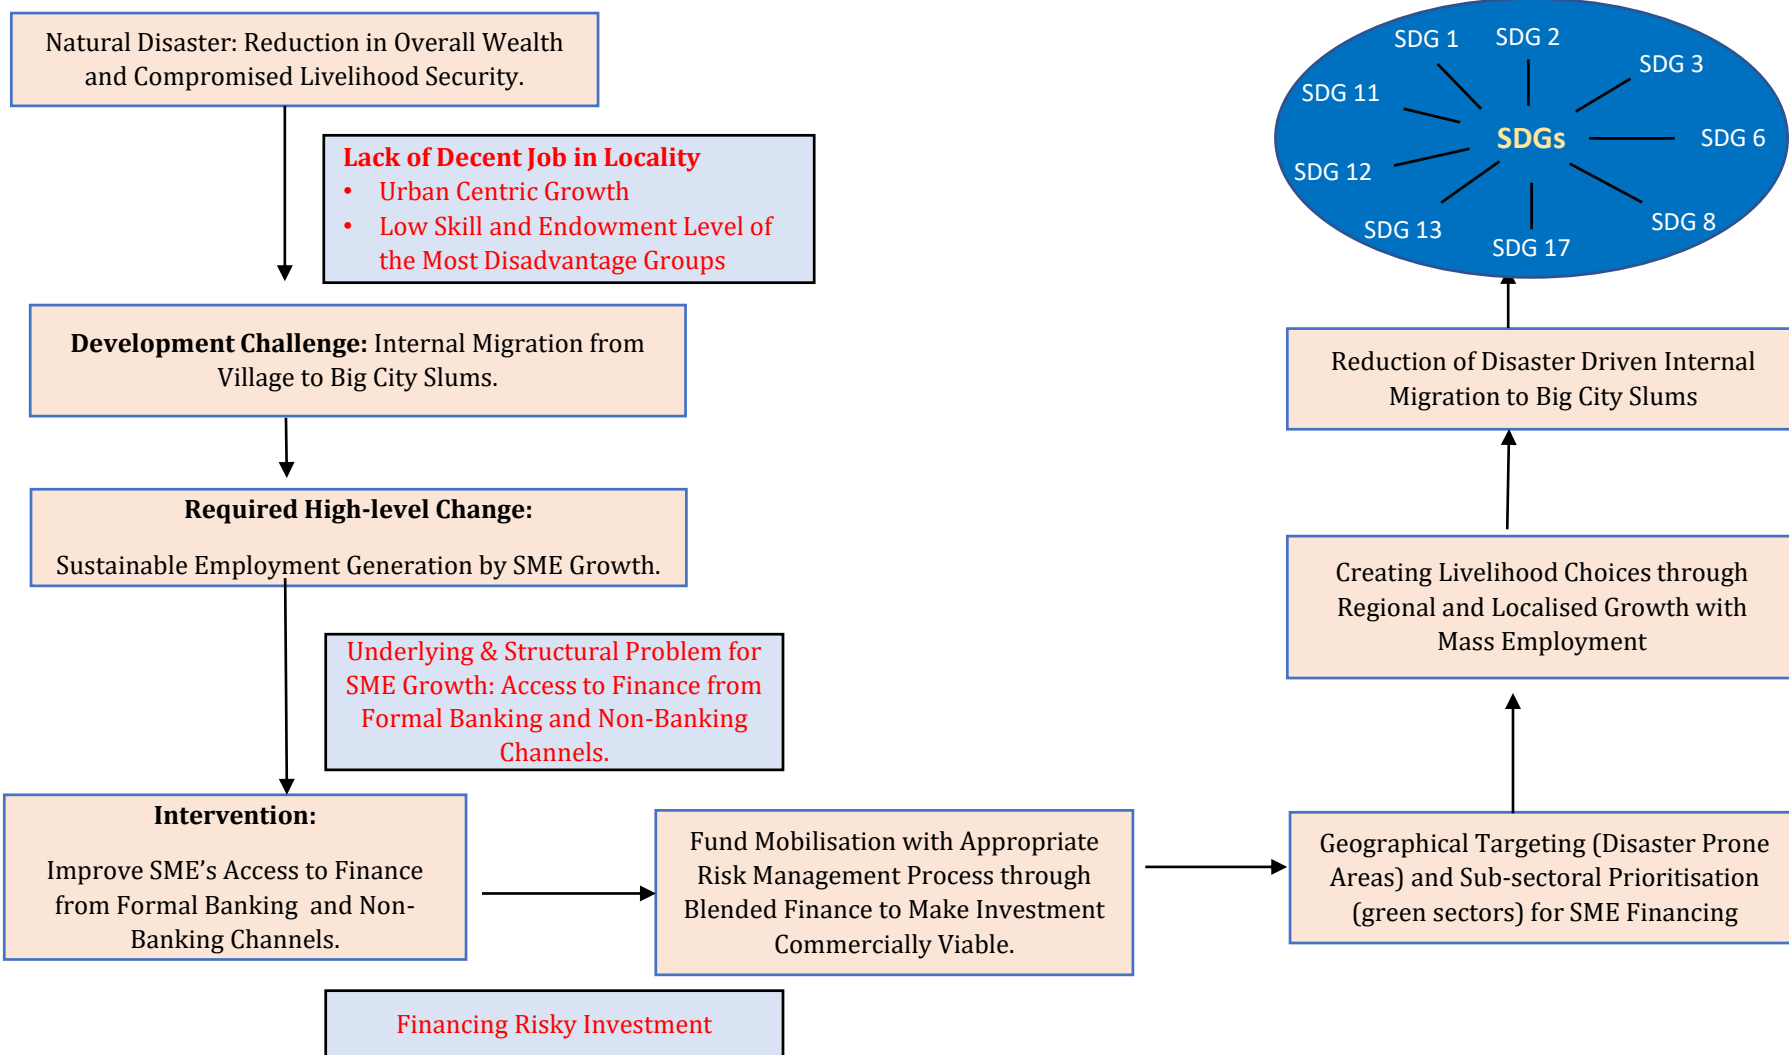 Natural Disaster: Reduction in Overall Wealth
and Compromised Livelihood Security.
Lack of Decent Job in Locality
• Urban Centric Growth
• Low Skill and Endowment Level of
the Most Disadvantage Groups
Development Challenge: Internal Migration from
Village to Big City Slums.
Required High-level Change:
Sustainable Employment Generation by SME Growth.
Underlying & Structural Problem for
SME Growth: Access to Finance from
Formal Banking and Non-Banking
Channels.
Intervention:
Improve SME’s Access to Finance
from Formal Banking and Non-
Banking Channels.
Financing Risky Investment
Fund Mobilisation with Appropriate
Risk Management Process through
Blended Finance to Make Investment
Commercially Viable.
Geographical Targeting (Disaster Prone
Areas) and Sub-sectoral Prioritisation
(green sectors) for SME Financing
Creating Livelihood Choices through
Regional and Localised Growth with
Mass Employment
Reduction of Disaster Driven Internal
Migration to Big City Slums
SDGs
SDG 1
SDG 2
SDG 3
SDG 6
SDG 8
SDG 17
SDG 13
SDG 12
SDG 11